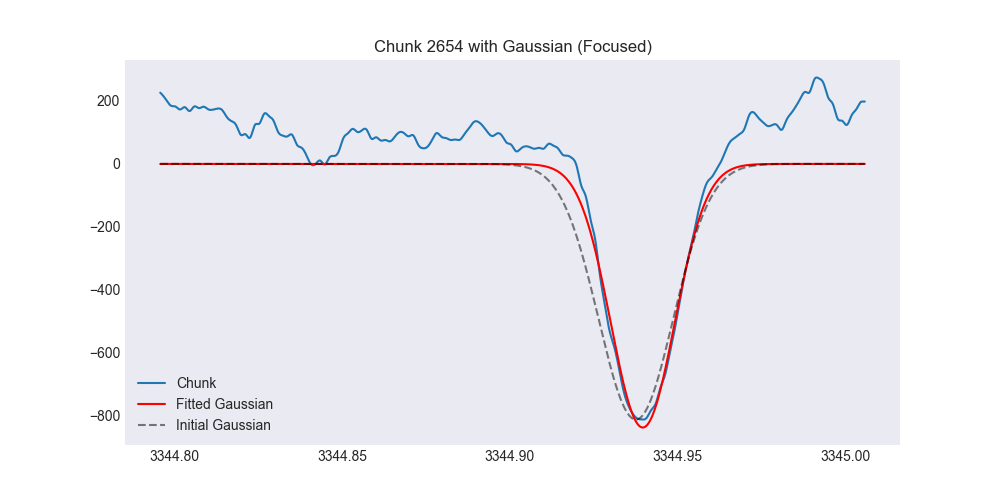 Chunk 2654 with Gaussian (Focused)
200
0
−200
−400
−600
−800
Chunk
Fitted Gaussian
Initial Gaussian
3344.80 3344.85 3344.90 3344.95 3345.00